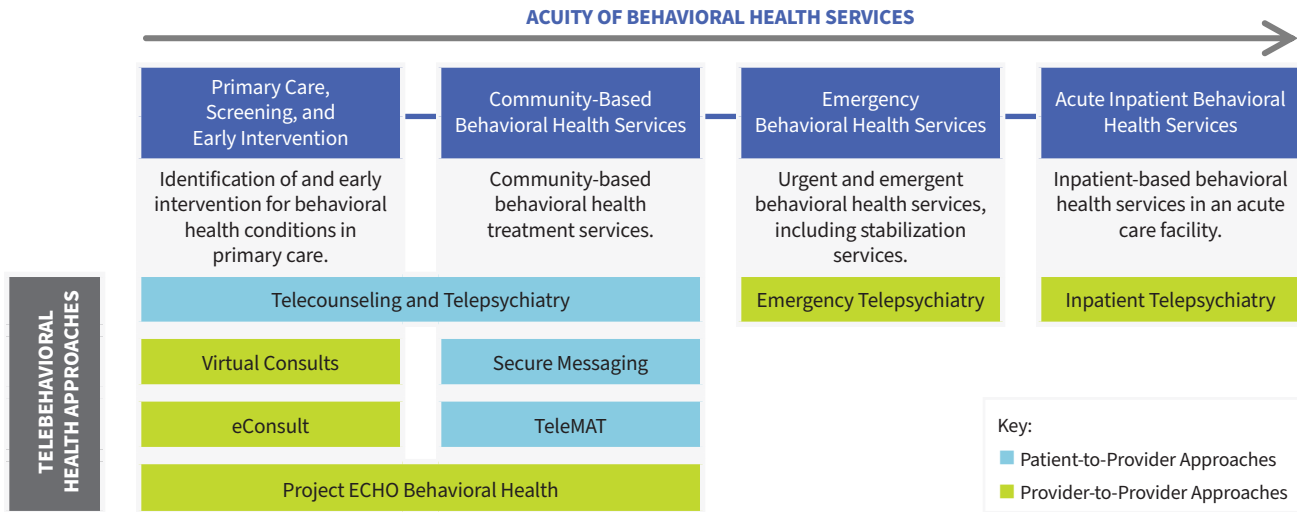 ACUITY OF BEHAVIORAL HEALTH SERVICES
Primary Care,
Screening, and
Early Intervention
Community-Based
Behavioral Health Services
Emergency
Behavioral Health Services
Acute Inpatient Behavioral
Health Services
Identification of and early
intervention for behavioral
health conditions in
primary care.
Community-based
behavioral health
treatment services.
Urgent and emergent
behavioral health services,
including stabilization
services.
Inpatient-based behavioral
health services in an acute
care facility.
TELEBEHAVIORAL
HEALTH APPROACHES
Telecounseling and Telepsychiatry
Emergency Telepsychiatry
Inpatient Telepsychiatry
Virtual Consults
Secure Messaging
eConsult
TeleMAT
Project ECHO Behavioral Health
Key:
Patient-to-Provider Approaches
Provider-to-Provider Approaches